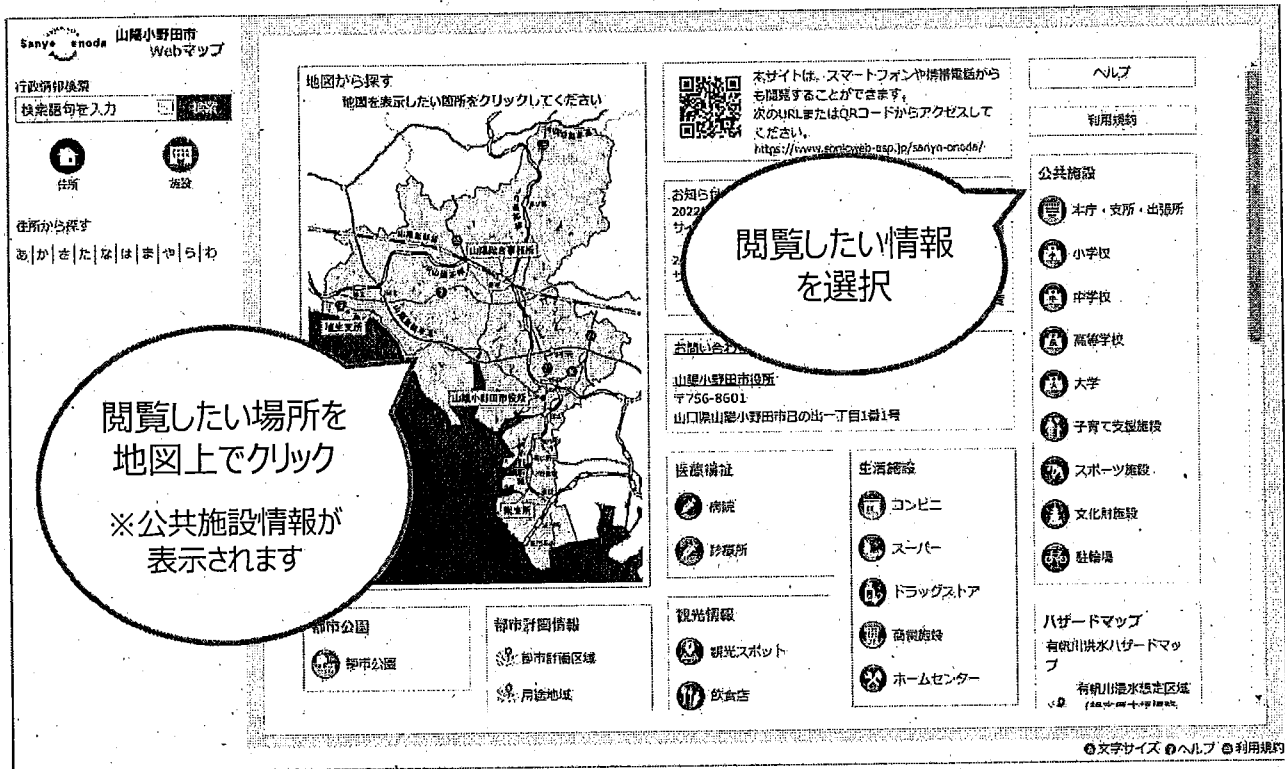 山陽小野田市
Webマップ
行政情報検索
検索語句を入力
検索
住所
施設
住所から探す
あ|か|さ|た|な|は|ま|や|ら|わ
地図から探す
地図を表示したい箇所をクリックしてください
山陽総合事務所
埴生支所
山陽小野田市役所
閲覧したい場所を
地図上でクリック
※公共施設情報が
表示されます
都市公園
都市公園
都市計画情報
都市計画区域
用途地域
本サイトは、スマートフォンや携帯電話から
も閲覧することができます。
次のURLまたはQRコードからアクセスして
ください。
https://www.sonicweb-asp.jp/sanyo-onoda/
お知らせ
閲覧したい情報
を選択
お問い合わせ
山陽小野田市役所
〒756-8601
山口県山陽小野田市日の出一丁目1番1号
医療福祉
病院
診療所
観光情報
観光スポット
飲食店
生活施設
コンビニ
スーパー
ドラッグストア
商業施設
ホームセンター
ヘルプ
利用規約
公共施設
本庁・支所・出張所
小学校
中学校
高等学校
大学
子育て支援施設
スポーツ施設
文化財施設
駐輪場
ハザードマップ
有帆川洪水ハザードマッ
プ
有帆川浸水想定区域
文字サイズ ヘルプ 利用規約